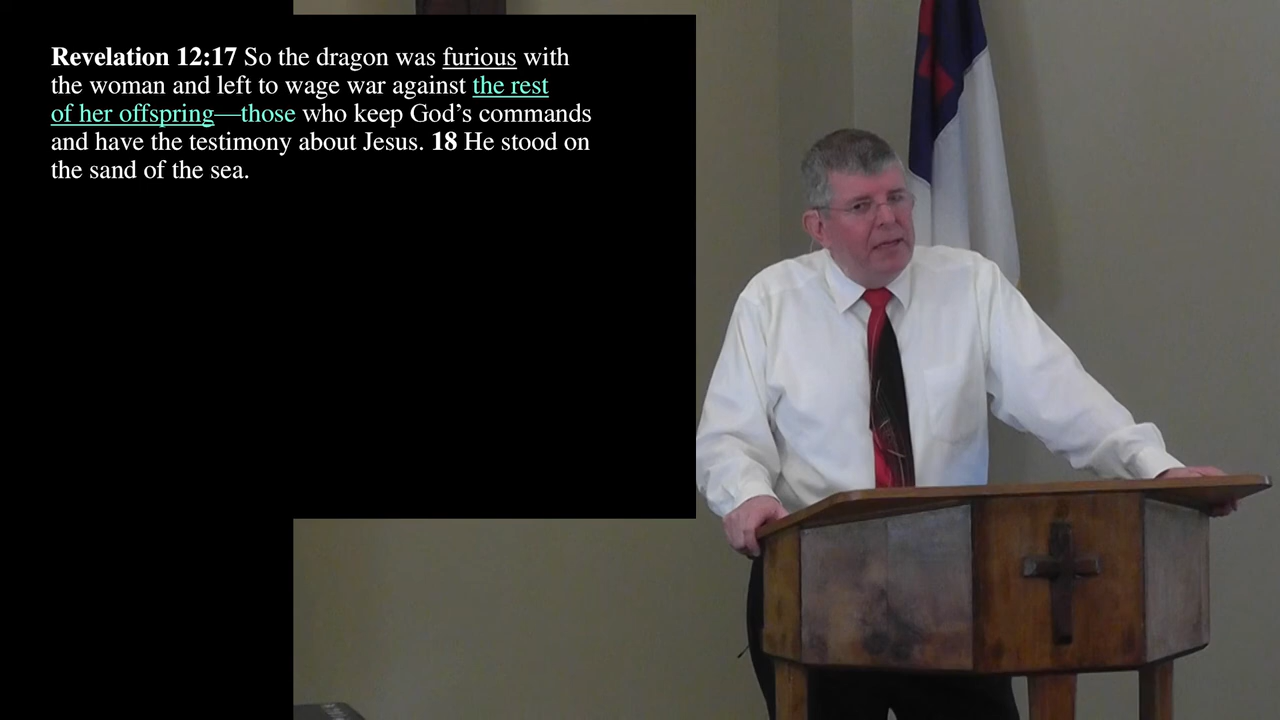 Revelation 12:17 So the dragon was furious with
the woman and left to wage war against the rest
of her offspring—those who keep God’s commands
and have the testimony about Jesus. 18 He stood on
the sand of the sea.